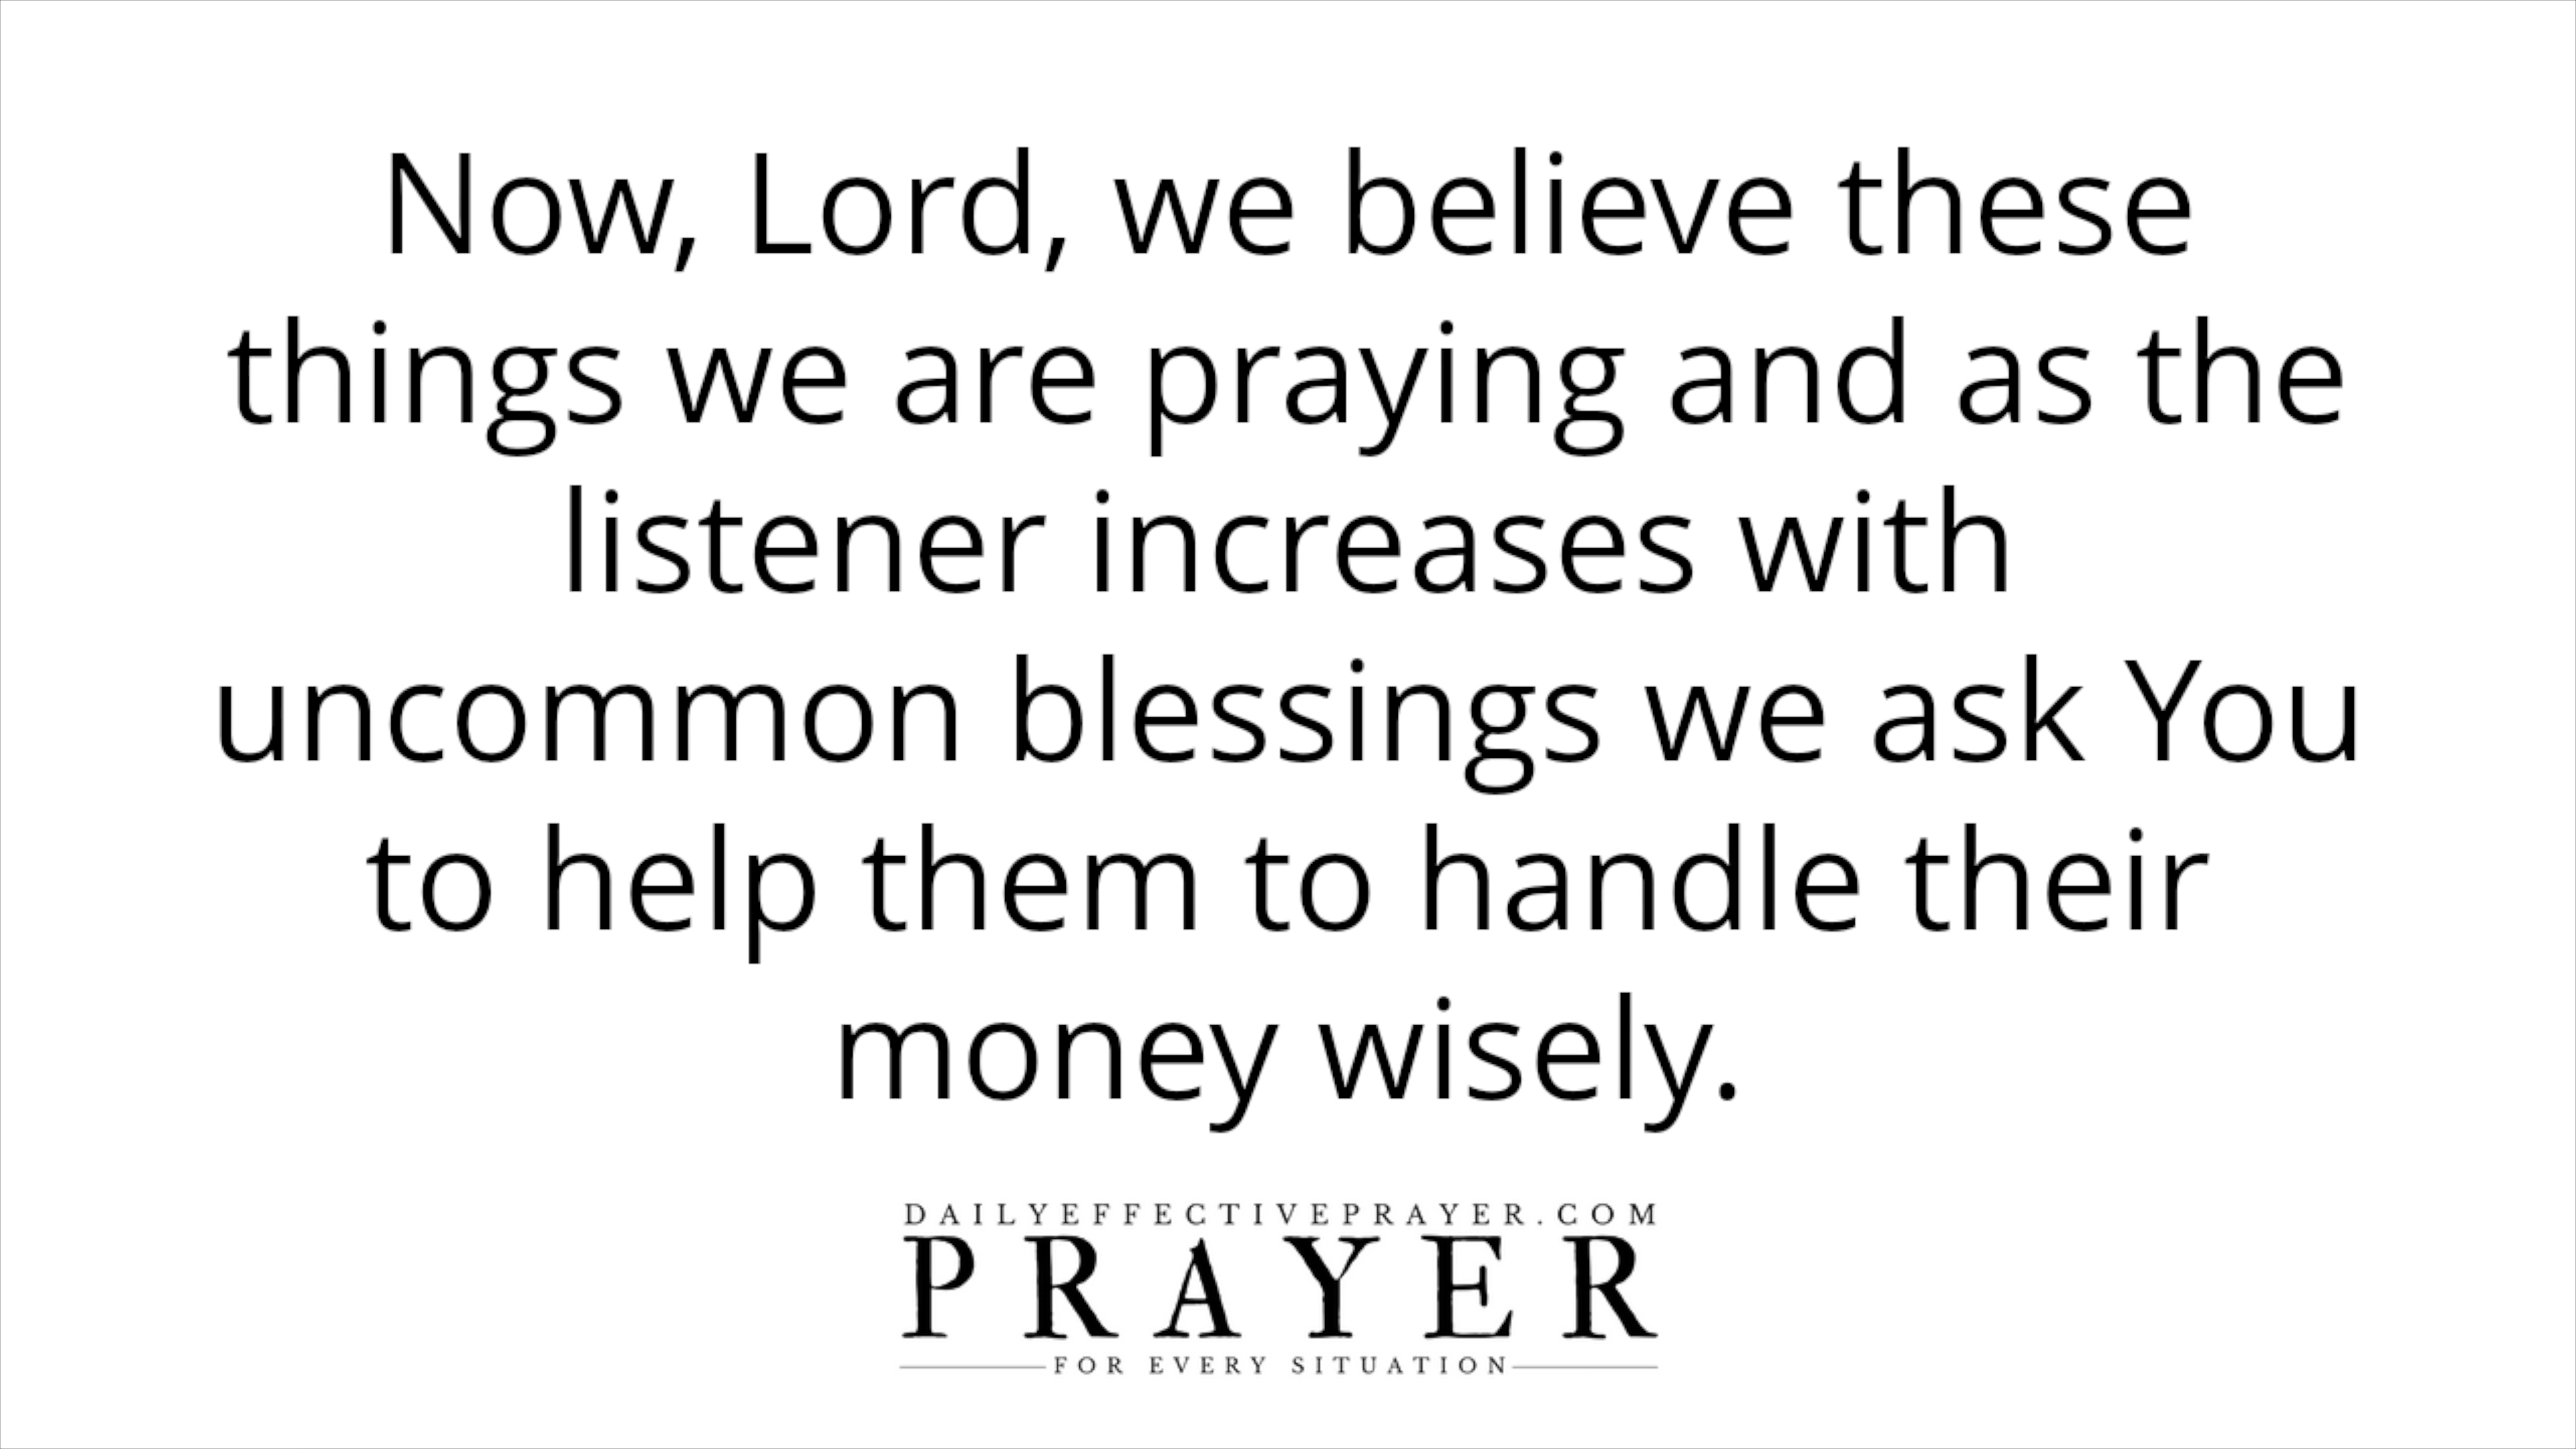 Now, Lord, we believe these
things we are praying and as the
listener increases with
uncommon blessings we ask You
to help them to handle their
money wisely.
DAILYEFFECTIVEPRAYER.COM
PRAYER
FOR EVERY SITUATION